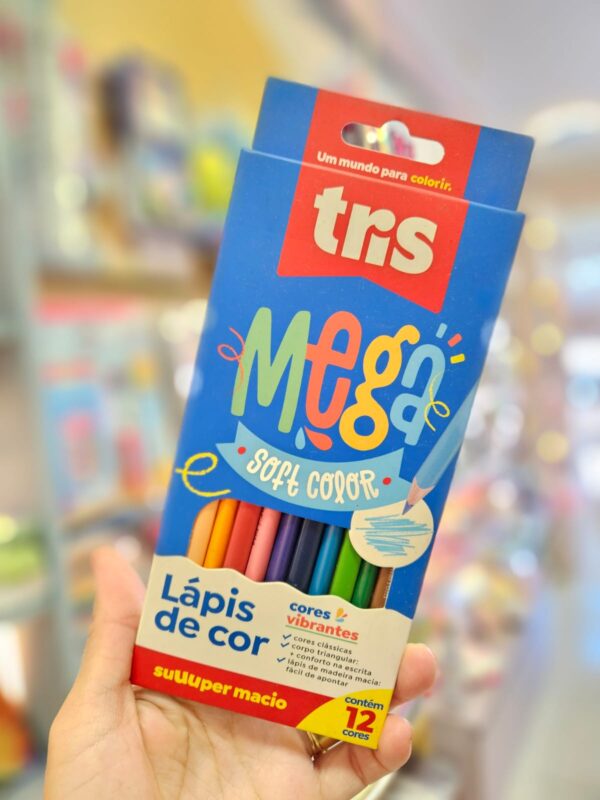 Um mundo para colorir.
tris
Mega
soft color
Lápis
de cor
cores
vibrantes
cores clássicas
corpo triangular:
+ conforto na escrita
lápis de madeira macia:
fácil de apontar
suuuper macio
contém
12
cores